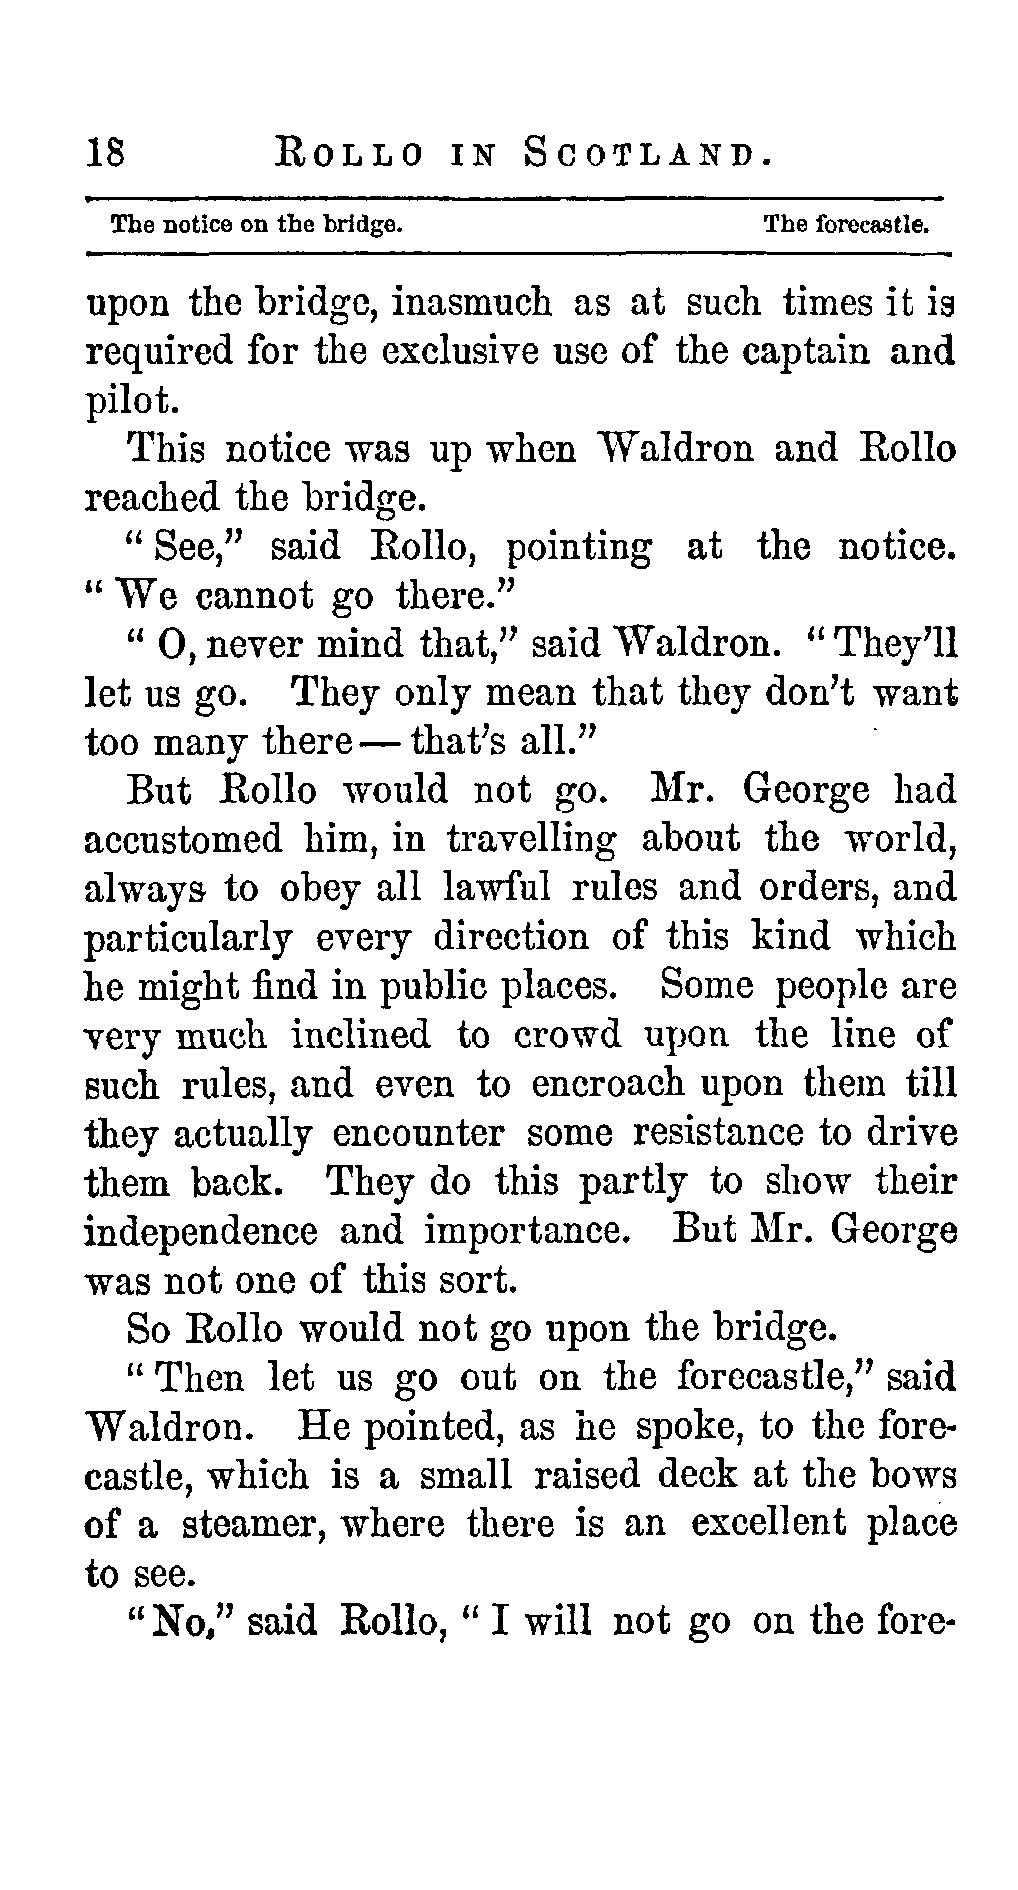 18 ROLLO IN SCOTLAND.
The notice on the bridge. The forecastle.
upon the bridge, inasmuch as at such times it is
required for the exclusive use of the captain and
pilot.
This notice was up when Waldron and Rollo
reached the bridge.
“See,” said Rollo, pointing at the notice.
“We cannot go there.”
“O, never mind that,” said Waldron. “They’ll
let us go. They only mean that they don’t want
too many there — that’s all.”
But Rollo would not go. Mr. George had
accustomed him, in travelling about the world,
always to obey all lawful rules and orders, and
particularly every direction of this kind which
he might find in public places. Some people are
very much inclined to crowd upon the line of
such rules, and even to encroach upon them till
they actually encounter some resistance to drive
them back. They do this partly to show their
independence and importance. But Mr. George
was not one of this sort.
So Rollo would not go upon the bridge.
“Then let us go out on the forecastle,” said
Waldron. He pointed, as he spoke, to the fore-
castle, which is a small raised deck at the bows
of a steamer, where there is an excellent place
to see.
“No,” said Rollo, “I will not go on the fore-